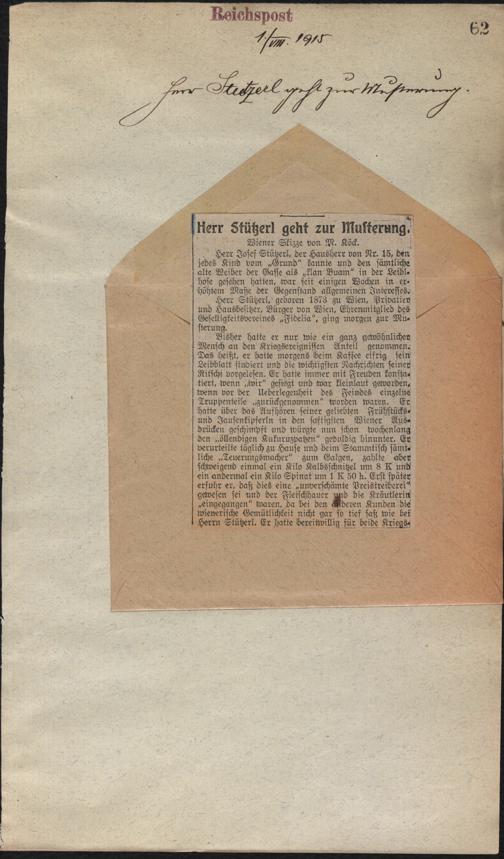 Reichspost
62
1./VIII. 1915
Herr Stützerl geht zur Musterung.
Herr Stützerl geht zur Musterung.
Wiener Skizze von M. Köck.
Herr Josef Stützerl, der Hausherr von Nr. 15, den
jedes Kind vom „Grund" kannte und den sämtliche
alte Weiber der Gasse als „klan Buam" in der Leibl-
hose gesehen hatten, war seit einigen Wochen in er-
höhtem Maße der Gegenstand allgemeinen Interesses.
Herr Stützerl, geboren 1873 zu Wien, Privatier
und Hausbesitzer, Bürger von Wien, Ehrenmitglied des
Geselligkeitsvereines „Fidelia", ging morgen zur Mu-
sterung.
Bisher hatte er nur wie ein ganz gewöhnlicher
Mensch an den Kriegsereignissen Anteil genommen.
Das heißt, er hatte morgens beim Kaffee eifrig sein
Leibblatt studiert und die wichtigsten Nachrichten seiner
Mitschi vorgelesen. Er hatte immer mit Freuden konsta-
tiert, wenn „wir" gesiegt und war kleinlaut geworden,
wenn vor der Ueberlegenheit des Feindes einzelne
Truppenteile „zurückgenommen" worden waren. Er
hatte über das Aufhören seiner geliebten Frühstücks-
und Jausenkipferln in den saftigsten Wiener Aus-
drücken geschimpft und würgte nun schon wochenlang
den „öllendigen Kukuruzpatzen" geduldig hinunter. Er
verurteilte täglich zu Hause und beim Stammtisch sämt-
liche „Teuerungsmacher" zum Galgen, zahlte aber
schweigend einmal ein Kilo Kalbsschnitzel um 8 K und
ein andermal ein Kilo Spinat um 1 K 50 h. Erst später
erfuhr er, daß dies eine „unverschämte Preistreiberei"
gewesen sei und der Fleischhauer und die Kräutlerin
„eingegangen" waren, da bei den anderen Kunden die
wienerische Gemütlichkeit nicht gar so tief saß wie bei
Herrn Stützerl. Er hatte bereitwillig für beide Kriegs-